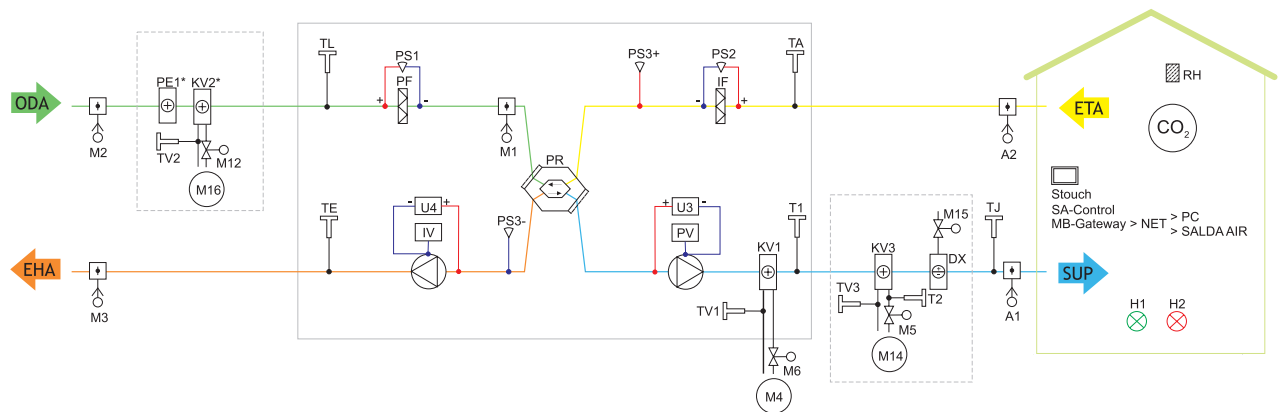 TL
PS1
PS3+
PS2
TA
PE1*
KV2*
PF
IF
RH
ODA
+
-
-
+
ETA
CO2
M2
TV2
M12
M1
A2
M16
PR
Stouch
SA-Control
MB-Gateway > NET > PC
> SALDA AIR
TE
-
U4
+
PS3-
+
U3
-
T1
M15
TJ
IV
PV
KV1
KV3
DX
EHA
SUP
M3
TV1
TV3
T2
A1
H1
H2
M5
M6
M14
M4